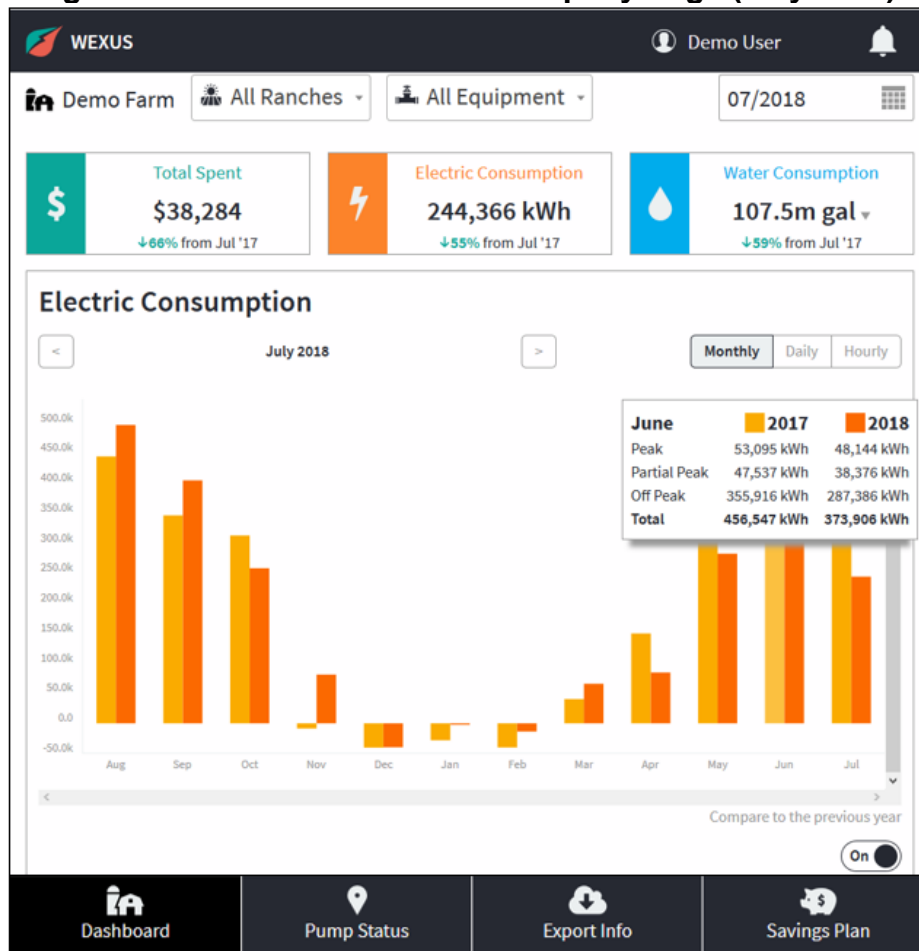 WEXUS
Demo User
Demo Farm
All Ranches
All Equipment
07/2018
Total Spent
$38,284
↓66% from Jul '17
Electric Consumption
244,366 kWh
↓55% from Jul '17
Water Consumption
107.5m gal
↓59% from Jul '17
Electric Consumption
<
July 2018
>
Monthly Daily Hourly
June 2017 2018
Peak 53,095 kWh 48,144 kWh
Partial Peak 47,537 kWh 38,376 kWh
Off Peak 355,916 kWh 287,386 kWh
Total 456,547 kWh 373,906 kWh
500.0k
450.0k
400.0k
350.0k
300.0k
250.0k
200.0k
150.0k
100.0k
50.0k
0.0
-50.0k
Aug Sep Oct Nov Dec Jan Feb Mar Apr May Jun Jul
Compare to the previous year
On
Dashboard
Pump Status
Export Info
Savings Plan